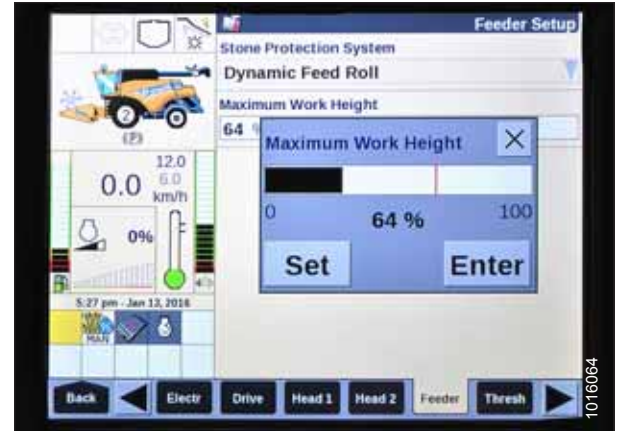 Feeder Setup
Stone Protection System
Dynamic Feed Roll
Maximum Work Height
64
Maximum Work Height
0 64 % 100
Set Enter
2
(P)
12.0
0.0 6.0
km/h
0%
F
5:27 pm - Jan 13, 2016
MAN
Back Electr Drive Head 1 Head 2 Feeder Thresh
1016064